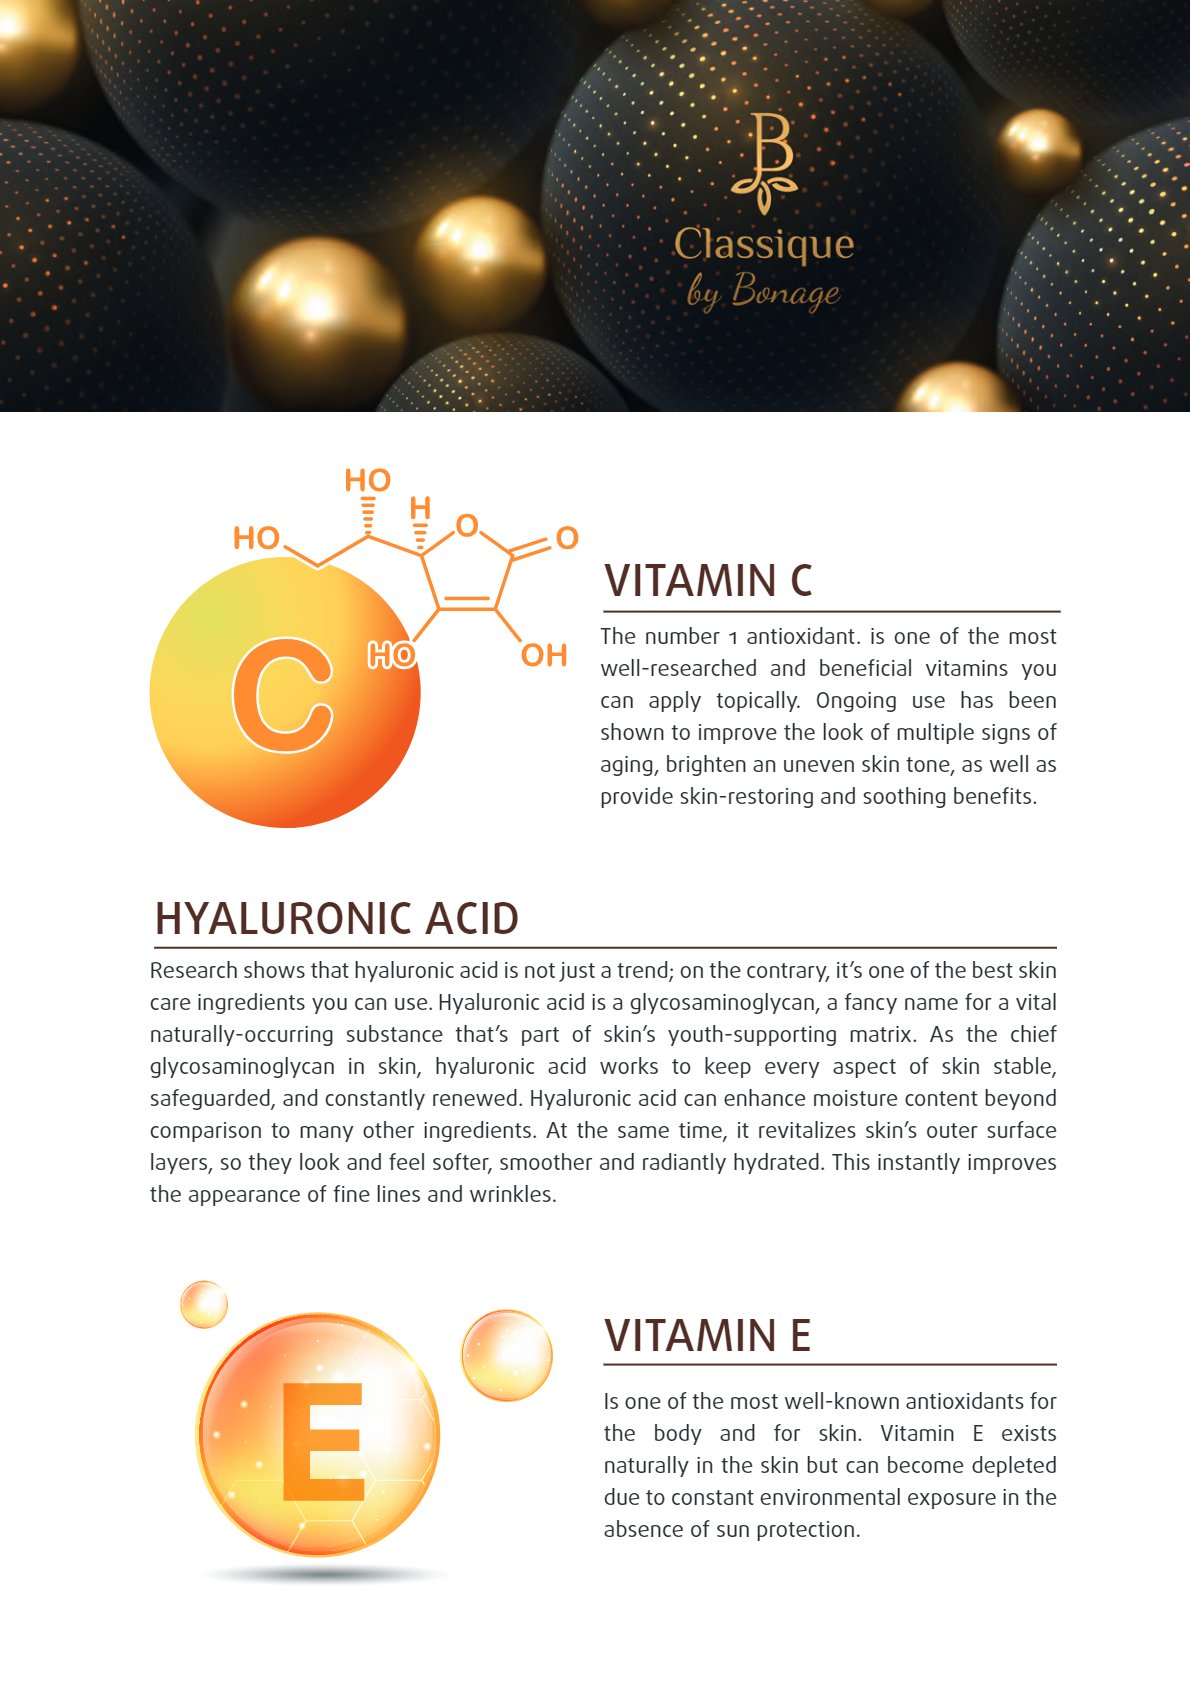 B
Classique
by Bonage
HO
HO
H
O
O
HO
OH
C
VITAMIN C
The number 1 antioxidant. is one of the most
well-researched and beneficial vitamins you
can apply topically. Ongoing use has been
shown to improve the look of multiple signs of
aging, brighten an uneven skin tone, as well as
provide skin-restoring and soothing benefits.
HYALURONIC ACID
Research shows that hyaluronic acid is not just a trend; on the contrary, it’s one of the best skin
care ingredients you can use. Hyaluronic acid is a glycosaminoglycan, a fancy name for a vital
naturally-occurring substance that’s part of skin’s youth-supporting matrix. As the chief
glycosaminoglycan in skin, hyaluronic acid works to keep every aspect of skin stable,
safeguarded, and constantly renewed. Hyaluronic acid can enhance moisture content beyond
comparison to many other ingredients. At the same time, it revitalizes skin’s outer surface
layers, so they look and feel softer, smoother and radiantly hydrated. This instantly improves
the appearance of fine lines and wrinkles.
E
VITAMIN E
Is one of the most well-known antioxidants for
the body and for skin. Vitamin E exists
naturally in the skin but can become depleted
due to constant environmental exposure in the
absence of sun protection.